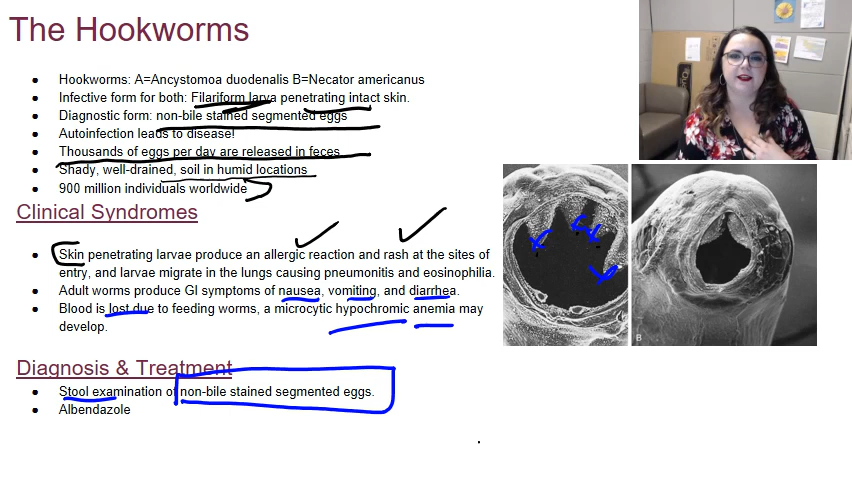 The Hookworms
● Hookworms: A=Ancystomoa duodenalis B=Necator americanus
● Infective form for both: Filariform larva penetrating intact skin.
● Diagnostic form: non-bile stained segmented eggs
● Autoinfection leads to disease!
● Thousands of eggs per day are released in feces
● Shady, well-drained, soil in humid locations
● 900 million individuals worldwide
Clinical Syndromes
● Skin penetrating larvae produce an allergic reaction and rash at the sites of
entry, and larvae migrate in the lungs causing pneumonitis and eosinophilia.
● Adult worms produce GI symptoms of nausea, vomiting, and diarrhea.
● Blood is lost due to feeding worms, a microcytic hypochromic anemia may
develop.
Diagnosis & Treatment
● Stool examination of non-bile stained segmented eggs.
● Albendazole
B